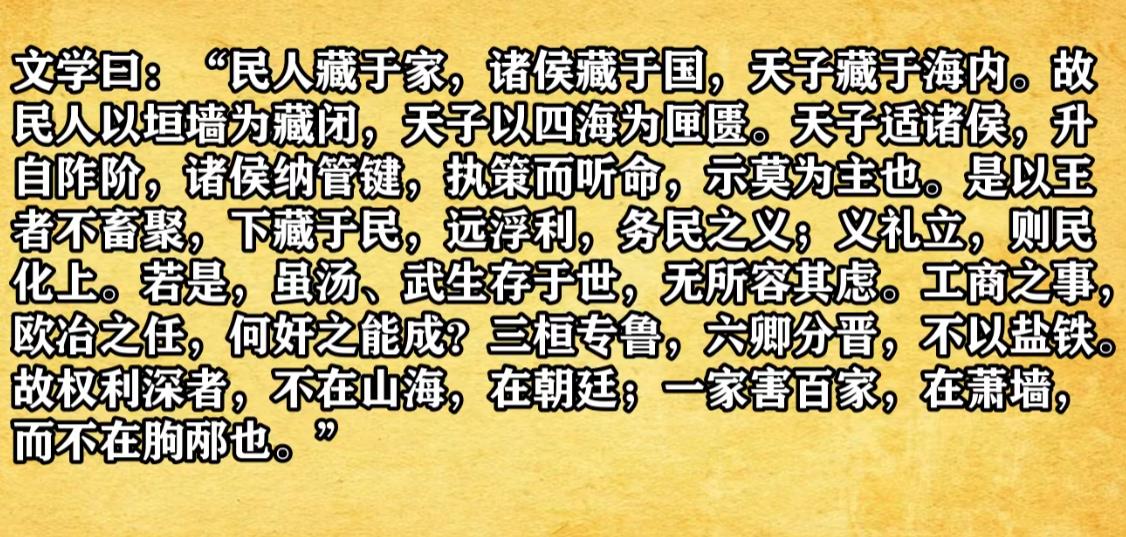 文学曰：“民人藏于家，诸侯藏于国，天子藏于海内。故
民人以垣墙为藏闭，天子以四海为匣匮。天子适诸侯，升
自阼阶，诸侯纳管键，执策而听命，示莫为主也。是以王
者不畜聚，下藏于民，远浮利，务民之义；义礼立，则民
化上。若是，虽汤、武生存于世，无所容其虑。工商之事，
欧冶之任，何奸之能成？三桓专鲁，六卿分晋，不以盐铁。
故权利深者，不在山海，在朝廷；一家害百家，在萧墙，
而不在朐邴也。”